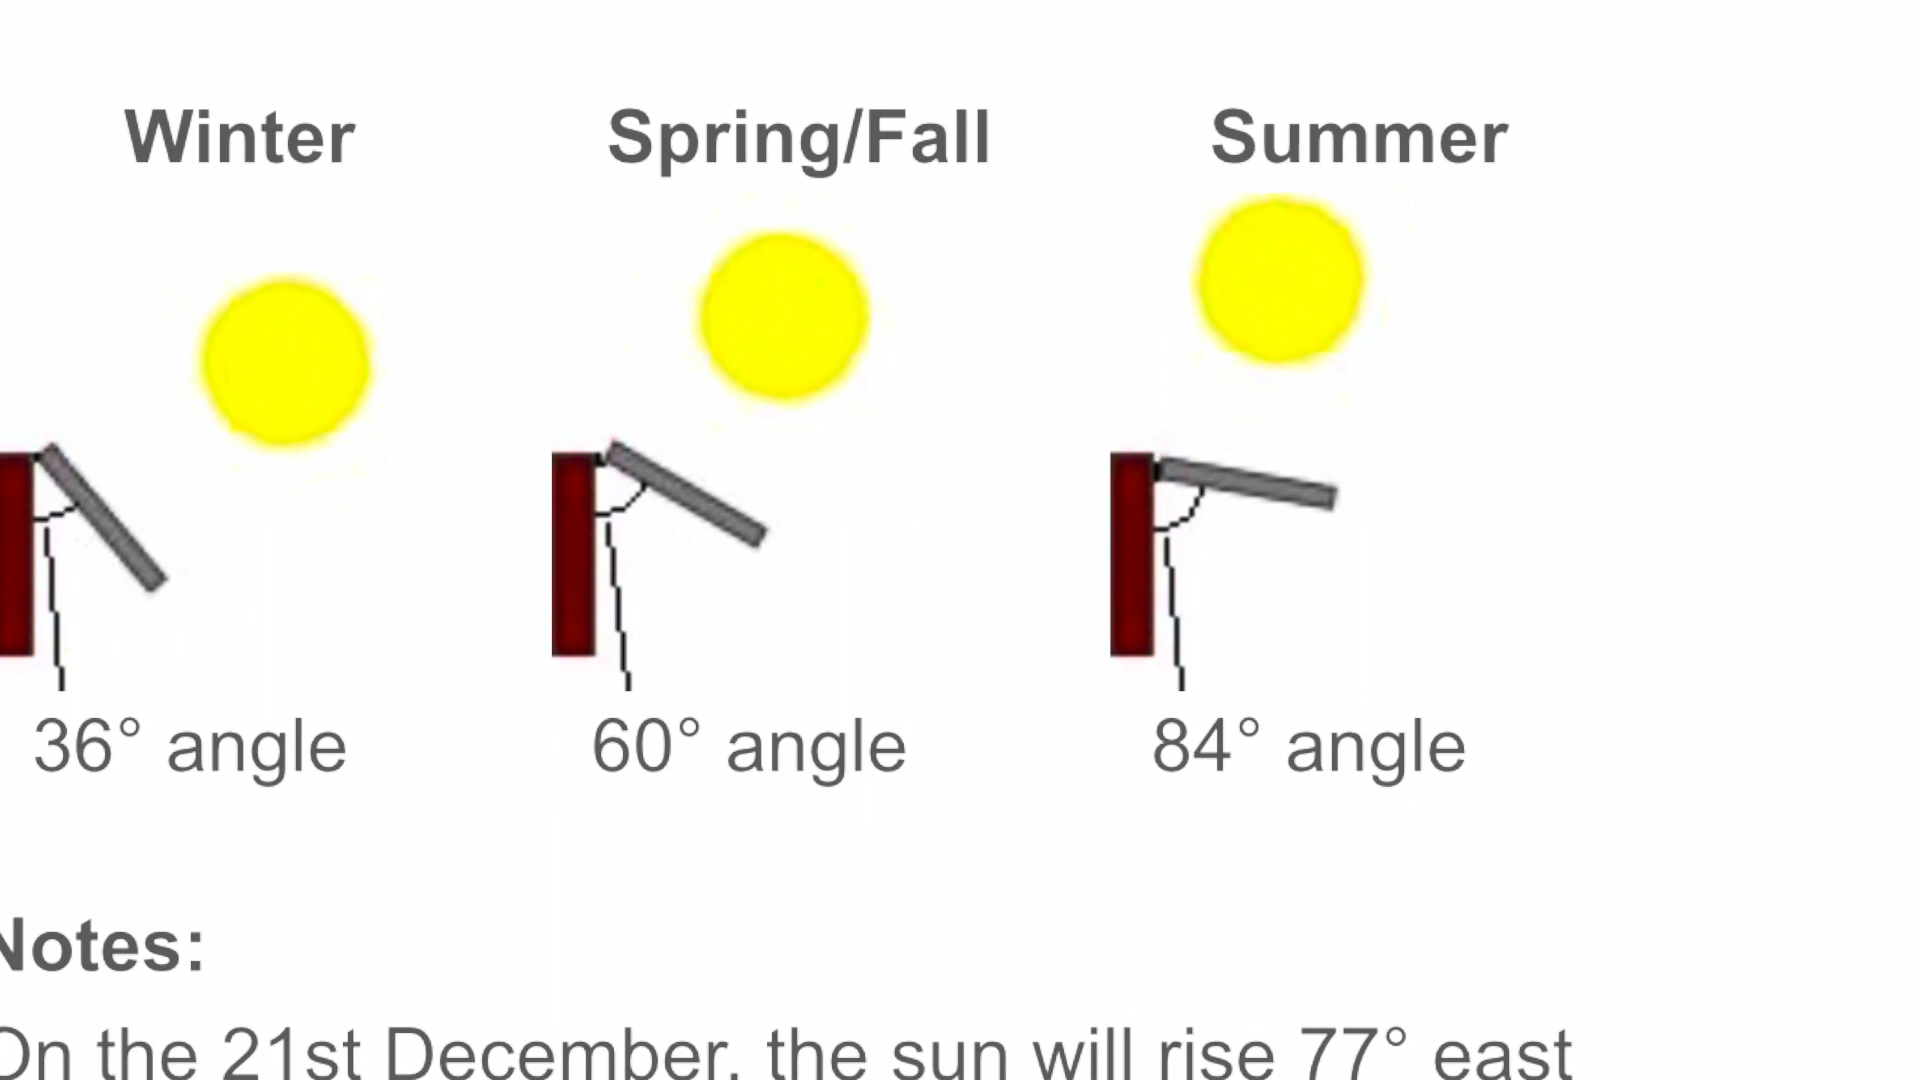 Winter Spring/Fall Summer
36° angle 60° angle 84° angle
Notes:
On the 21st December, the sun will rise 77° east